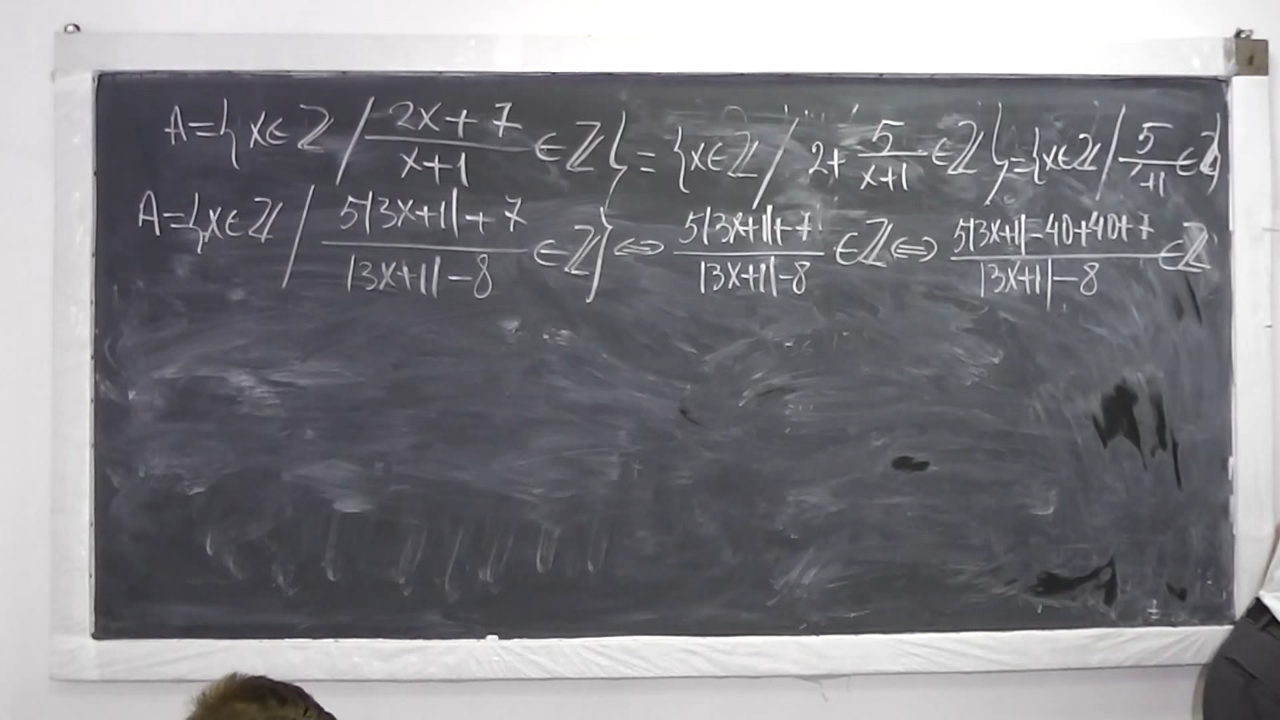 A={x∈ℤ / (2x+7)/(x+1) ∈ℤ} = {x∈ℤ / 2+ 5/(x+1) ∈ℤ} = {x∈ℤ / 5/(+1) ∈ℤ}
A={x∈ℤ / (5|3x+1|+7)/(|3x+1|-8) ∈ℤ} ⇔ (5|3x+1|+7)/(|3x+1|-8) ∈ℤ ⇔ (5|3x+1|-40+40+7)/(|3x+1|-8) ∈ℤ